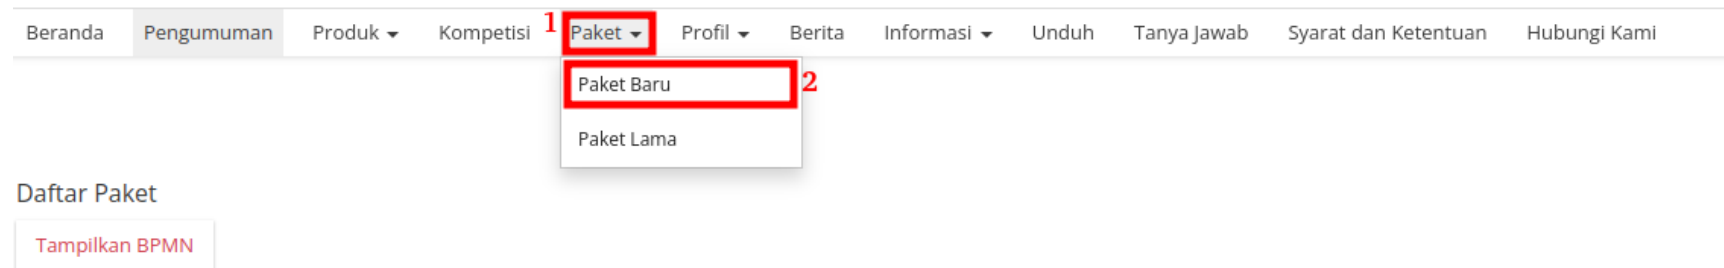 Beranda Pengumuman Produk Kompetisi 1 Paket Profil Berita Informasi Unduh Tanya Jawab Syarat dan Ketentuan Hubungi Kami
Paket Baru 2
Paket Lama
Daftar Paket
Tampilkan BPMN